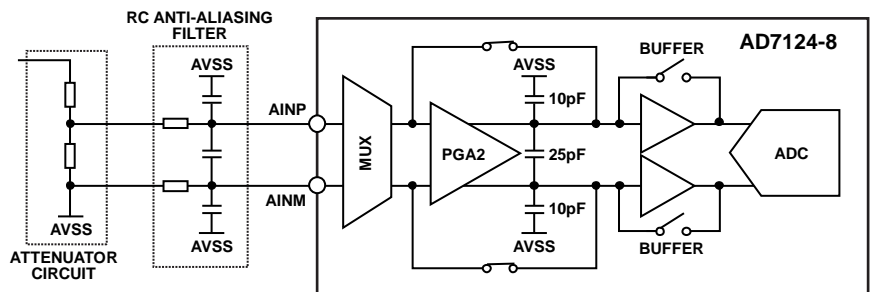 RC ANTI-ALIASING
FILTER
AD7124-8
BUFFER
AVSS
AVSS
10pF
AINP
MUX
PGA2
25pF
ADC
AINM
10pF
AVSS
AVSS
AVSS
BUFFER
ATTENUATOR
CIRCUIT